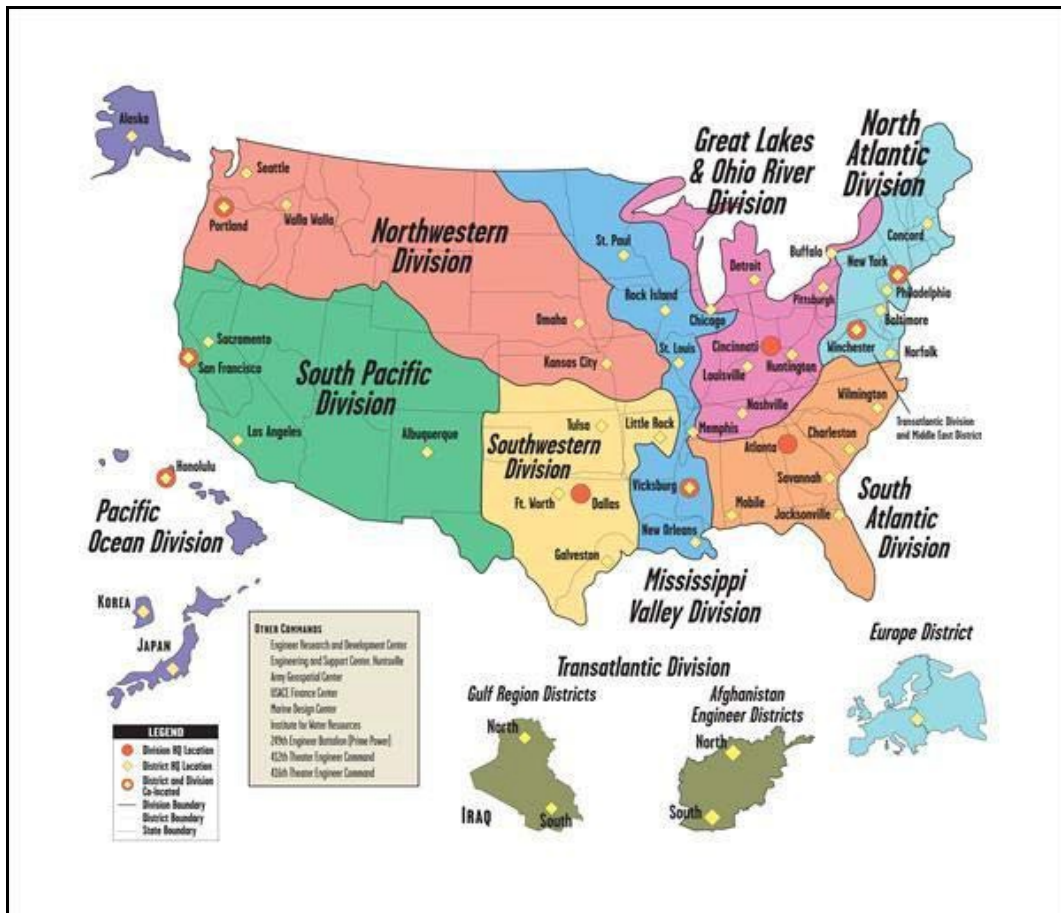 Alaska
Seattle
Portland
Walla Walla
Northwestern
Division
Great Lakes
& Ohio River
Division
North
Atlantic
Division
St. Paul
Rock Island
Omaha
Kansas City
St. Louis
Chicago
Detroit
Buffalo
Pittsburgh
Cincinnati
Louisville
Huntington
Nashville
Concord
New York
Philadelphia
Baltimore
Winchester
Norfolk
Transatlantic Division
and Middle East District
Sacramento
San Francisco
Los Angeles
South Pacific
Division
Albuquerque
Southwestern
Division
Tulsa
Little Rock
Ft. Worth
Dallas
Galveston
Memphis
Vicksburg
New Orleans
Mississippi
Valley Division
Wilmington
Charleston
Atlanta
Savannah
Mobile
Jacksonville
South
Atlantic
Division
Honolulu
Pacific
Ocean Division
KOREA
JAPAN
OTHER COMMANDS
Engineer Research and Development Center
Engineering and Support Center, Huntsville
Army Geospatial Center
USACE Finance Center
Marine Design Center
Institute for Water Resources
249th Engineer Battalion (Prime Power)
412th Theater Engineer Command
416th Theater Engineer Command
LEGEND
Division HQ Location
District HQ Location
District and Division
Co-located
Division Boundary
District Boundary
State Boundary
Transatlantic Division
Gulf Region Districts
North
South
IRAQ
Afghanistan
Engineer Districts
North
South
Europe District